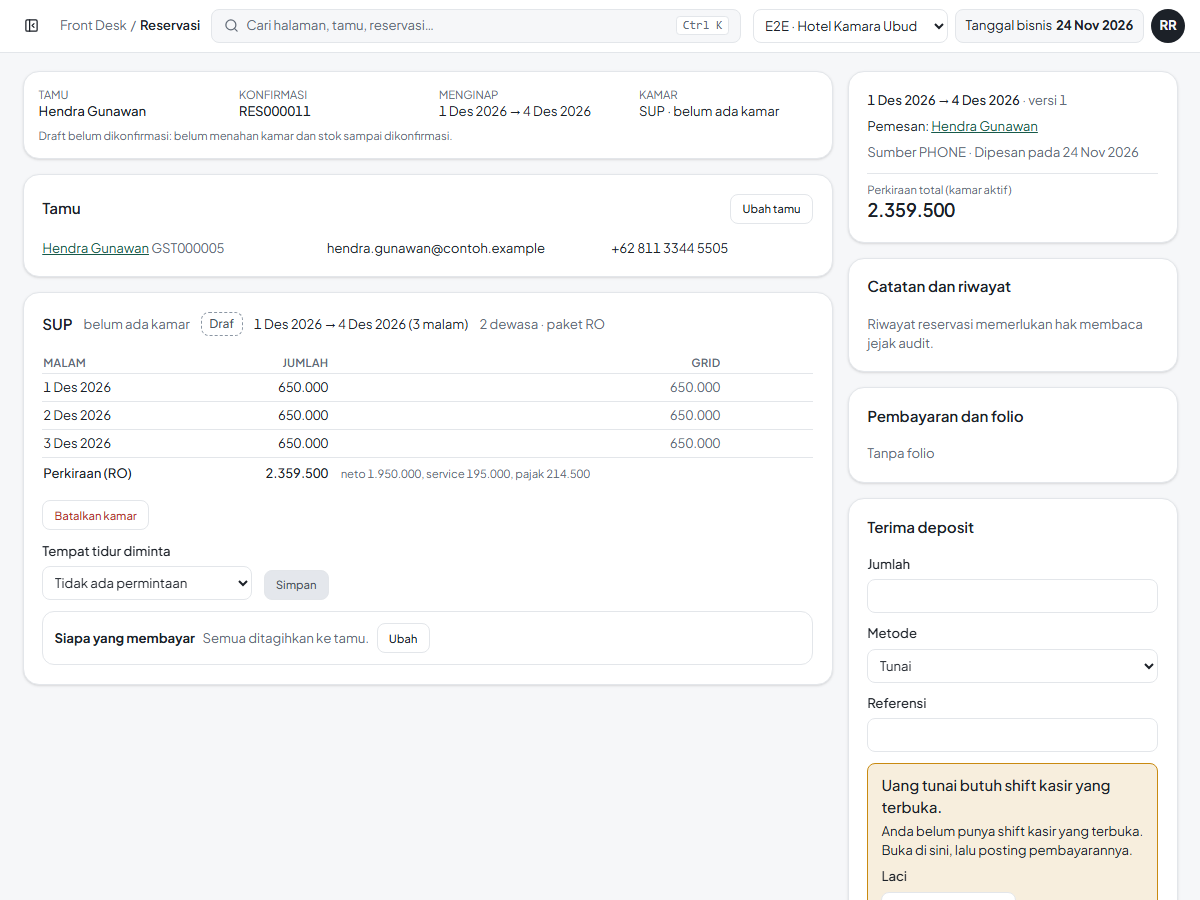 Front Desk / Reservasi
Cari halaman, tamu, reservasi...
Ctrl K
E2E · Hotel Kamara Ubud
Tanggal bisnis 24 Nov 2026
RR
TAMU
Hendra Gunawan
KONFIRMASI
RES000011
MENGINAP
1 Des 2026 → 4 Des 2026
KAMAR
SUP · belum ada kamar
Draft belum dikonfirmasi: belum menahan kamar dan stok sampai dikonfirmasi.
Tamu
Ubah tamu
Hendra Gunawan GST000005
hendra.gunawan@contoh.example
+62 811 3344 5505
SUP belum ada kamar Draf 1 Des 2026 → 4 Des 2026 (3 malam) 2 dewasa · paket RO
MALAM JUMLAH GRID
1 Des 2026 650.000 650.000
2 Des 2026 650.000 650.000
3 Des 2026 650.000 650.000
Perkiraan (RO) 2.359.500 neto 1.950.000, service 195.000, pajak 214.500
Batalkan kamar
Tempat tidur diminta
Tidak ada permintaan
Simpan
Siapa yang membayar Semua ditagihkan ke tamu. Ubah
1 Des 2026 → 4 Des 2026 · versi 1
Pemesan: Hendra Gunawan
Sumber PHONE · Dipesan pada 24 Nov 2026
Perkiraan total (kamar aktif)
2.359.500
Catatan dan riwayat
Riwayat reservasi memerlukan hak membaca
jejak audit.
Pembayaran dan folio
Tanpa folio
Terima deposit
Jumlah
Metode
Tunai
Referensi
Uang tunai butuh shift kasir yang
terbuka.
Anda belum punya shift kasir yang terbuka.
Buka di sini, lalu posting pembayarannya.
Laci